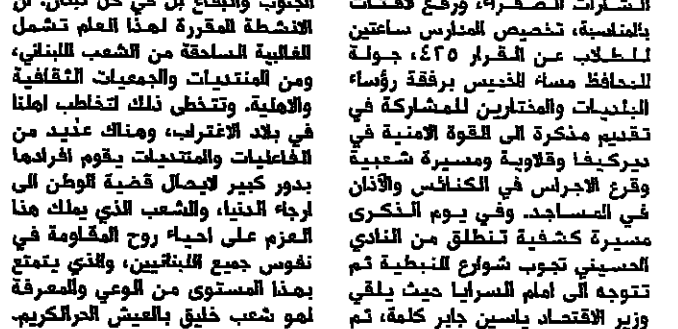 الشارات الصفراء، ورفع لافتات
بالمناسبة، تخصيص المدارس ساعتين
للطلاب عن القرار ٤٢٥، جولة
للمحافظ مساء الخميس برفقة رؤساء
البلديات والمختارين للمشاركة في
تقديم مذكرة الى القوة الامنية في
ديركيفا وقلاوية ومسيرة شعبية
وقرع الاجراس في الكنائس والآذان
في المساجد. وفي يوم الذكرى
مسيرة كشفية تنطلق من النادي
الحسيني تجوب شوارع النبطية ثم
تتوجه الى امام السرايا حيث يلقي
وزير الاقتصاد ياسين جابر كلمة، ثم
الجنوب والبقاع بل في كل لبنان. ان
الانشطة المقررة لهذا العام تشمل
الغالبية الساحقة من الشعب اللبناني،
ومن المنتديات والجمعيات الثقافية
والاهلية. وتتخطى ذلك لتخاطب اهلنا
في بلاد الاغتراب، وهناك عديد من
الفاعليات والمنتديات يقوم افرادها
بدور كبير لايصال قضية الوطن الى
ارجاء الدنيا، والشعب الذي يملك هذا
العزم على احياء روح المقاومة في
نفوس جميع اللبنانيين، والذي يتمتع
بهذا المستوى من الوعي والمعرفة
لهو شعب خليق بالعيش الحر الكريم.